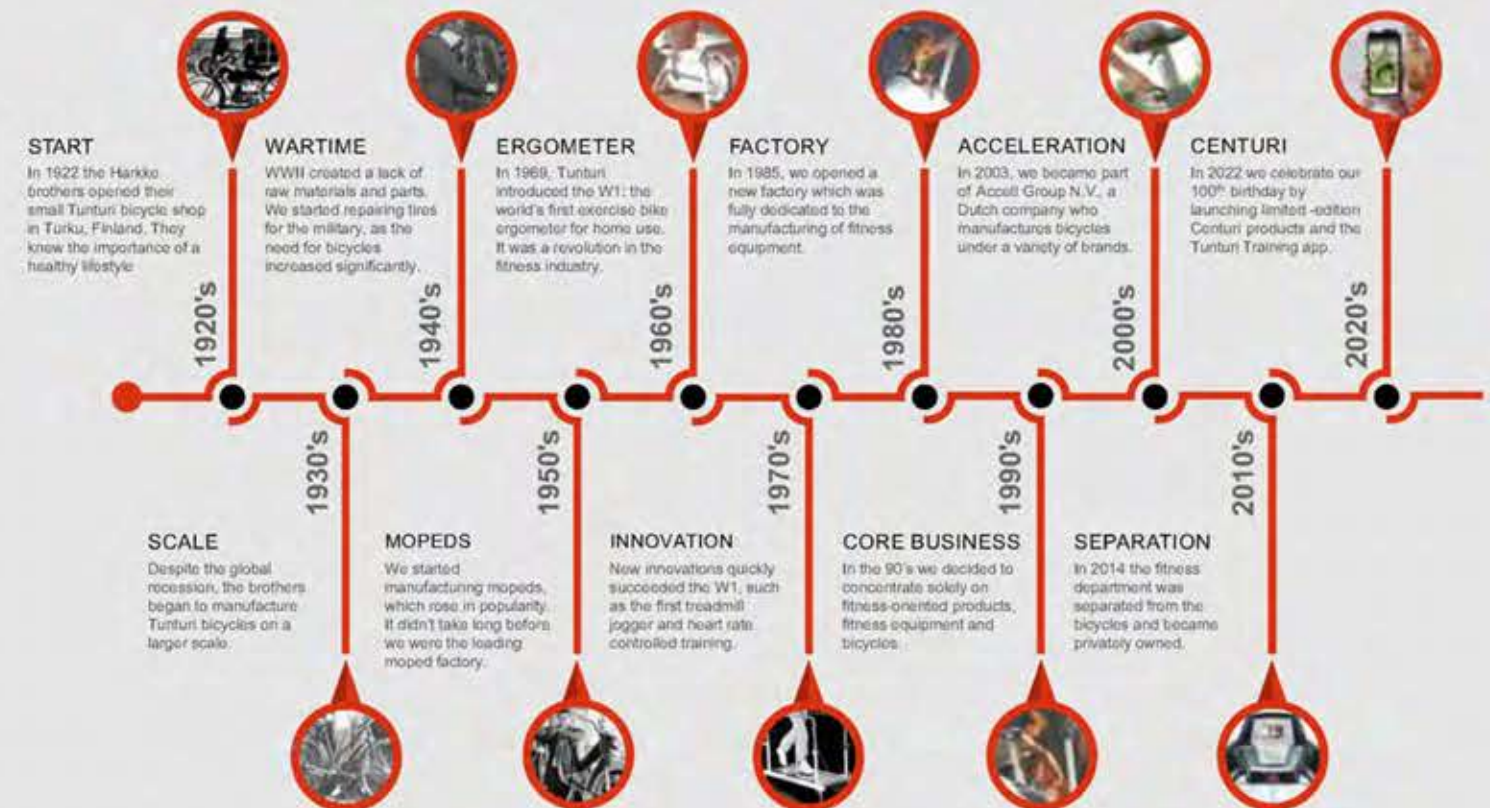 START
In 1922 the Harkke
brothers opened their
small Tunturi bicycle shop
in Turku, Finland. They
knew the importance of a
healthy lifestyle
1920's
SCALE
Despite the global
recession, the brothers
began to manufacture
Tunturi bicycles on a
larger scale.
1930's
WARTIME
WWII created a lack of
raw materials and parts.
We started repairing tires
for the military, as the
need for bicycles
increased significantly.
1940's
MOPEDS
We started
manufacturing mopeds,
which rose in popularity.
It didn't take long before
we were the leading
moped factory.
1950's
ERGOMETER
In 1969, Tunturi
introduced the W1: the
world's first exercise bike
ergometer for home use.
It was a revolution in the
fitness industry.
1960's
INNOVATION
New innovations quickly
succeeded the W1, such
as the first treadmill
jogger and heart rate
controlled training.
1970's
FACTORY
In 1985, we opened a
new factory which was
fully dedicated to the
manufacturing of fitness
equipment.
1980's
CORE BUSINESS
In the 90's we decided to
concentrate solely on
fitness-oriented products,
fitness equipment and
bicycles.
1990's
ACCELLERATION
In 2003, we became part
of Accell Group N.V., a
Dutch company who
manufactures bicycles
under a variety of brands.
2000's
SEPARATION
In 2014 the fitness
department was
separated from the
bicycles and became
privately owned.
2010's
CENTURI
In 2022 we celebrate our
100th birthday by
launching limited -edition
Centuri products and the
Tunturi Training app.
2020's